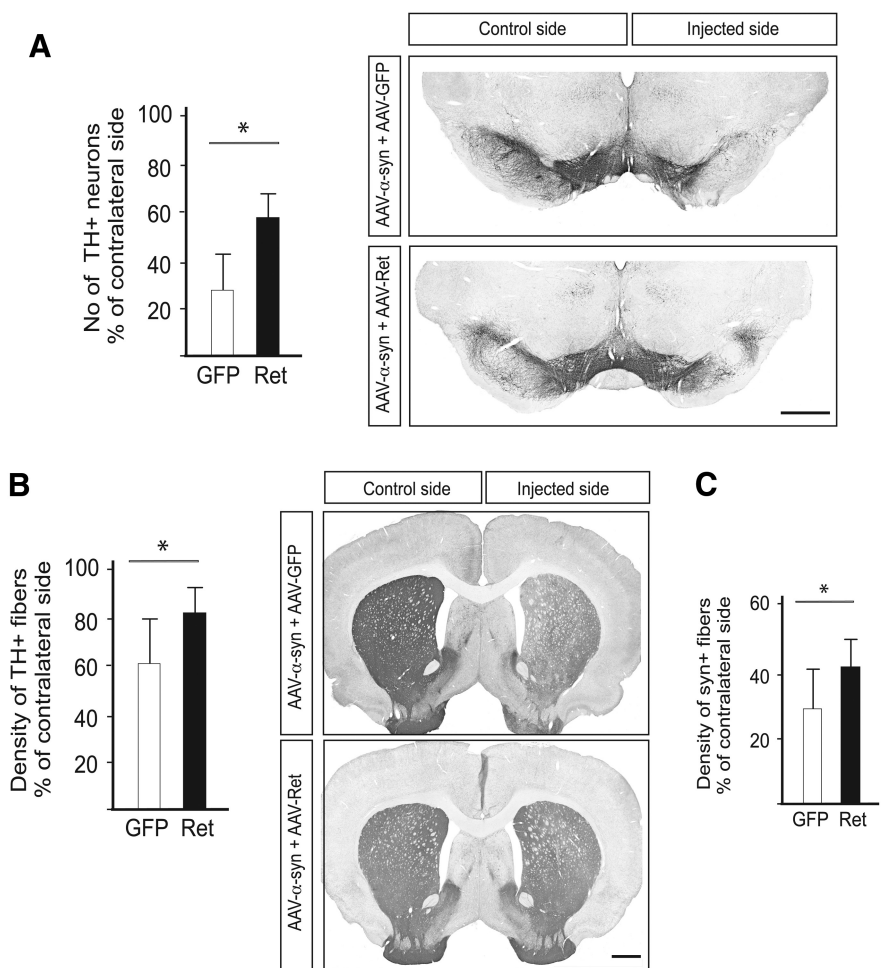 A
Control side
Injected side
No of TH+ neurons
% of contralateral side
100
80
60
40
20
*
GFP
Ret
AAV-α-syn + AAV-GFP
AAV-α-syn + AAV-Ret
B
Control side
Injected side
Density of TH+ fibers
% of contralateral side
100
80
60
40
20
*
GFP
Ret
AAV-α-syn + AAV-GFP
AAV-α-syn + AAV-Ret
C
Density of syn+ fibers
% of contralateral side
60
40
20
*
GFP
Ret